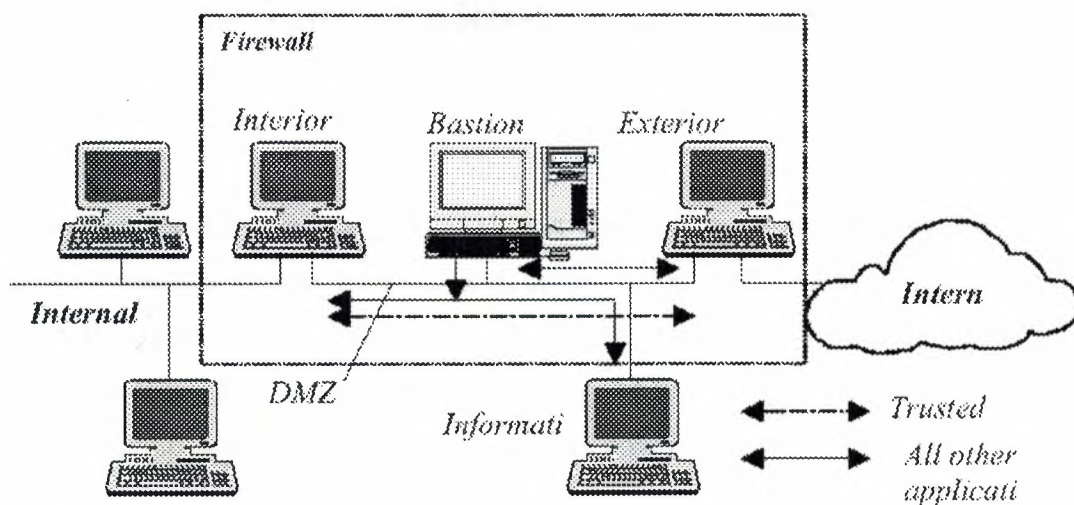 Firewall
Interior
Bastion
Exterior
Internal
Intern
DMZ
Informati
Trusted
All other
applicati